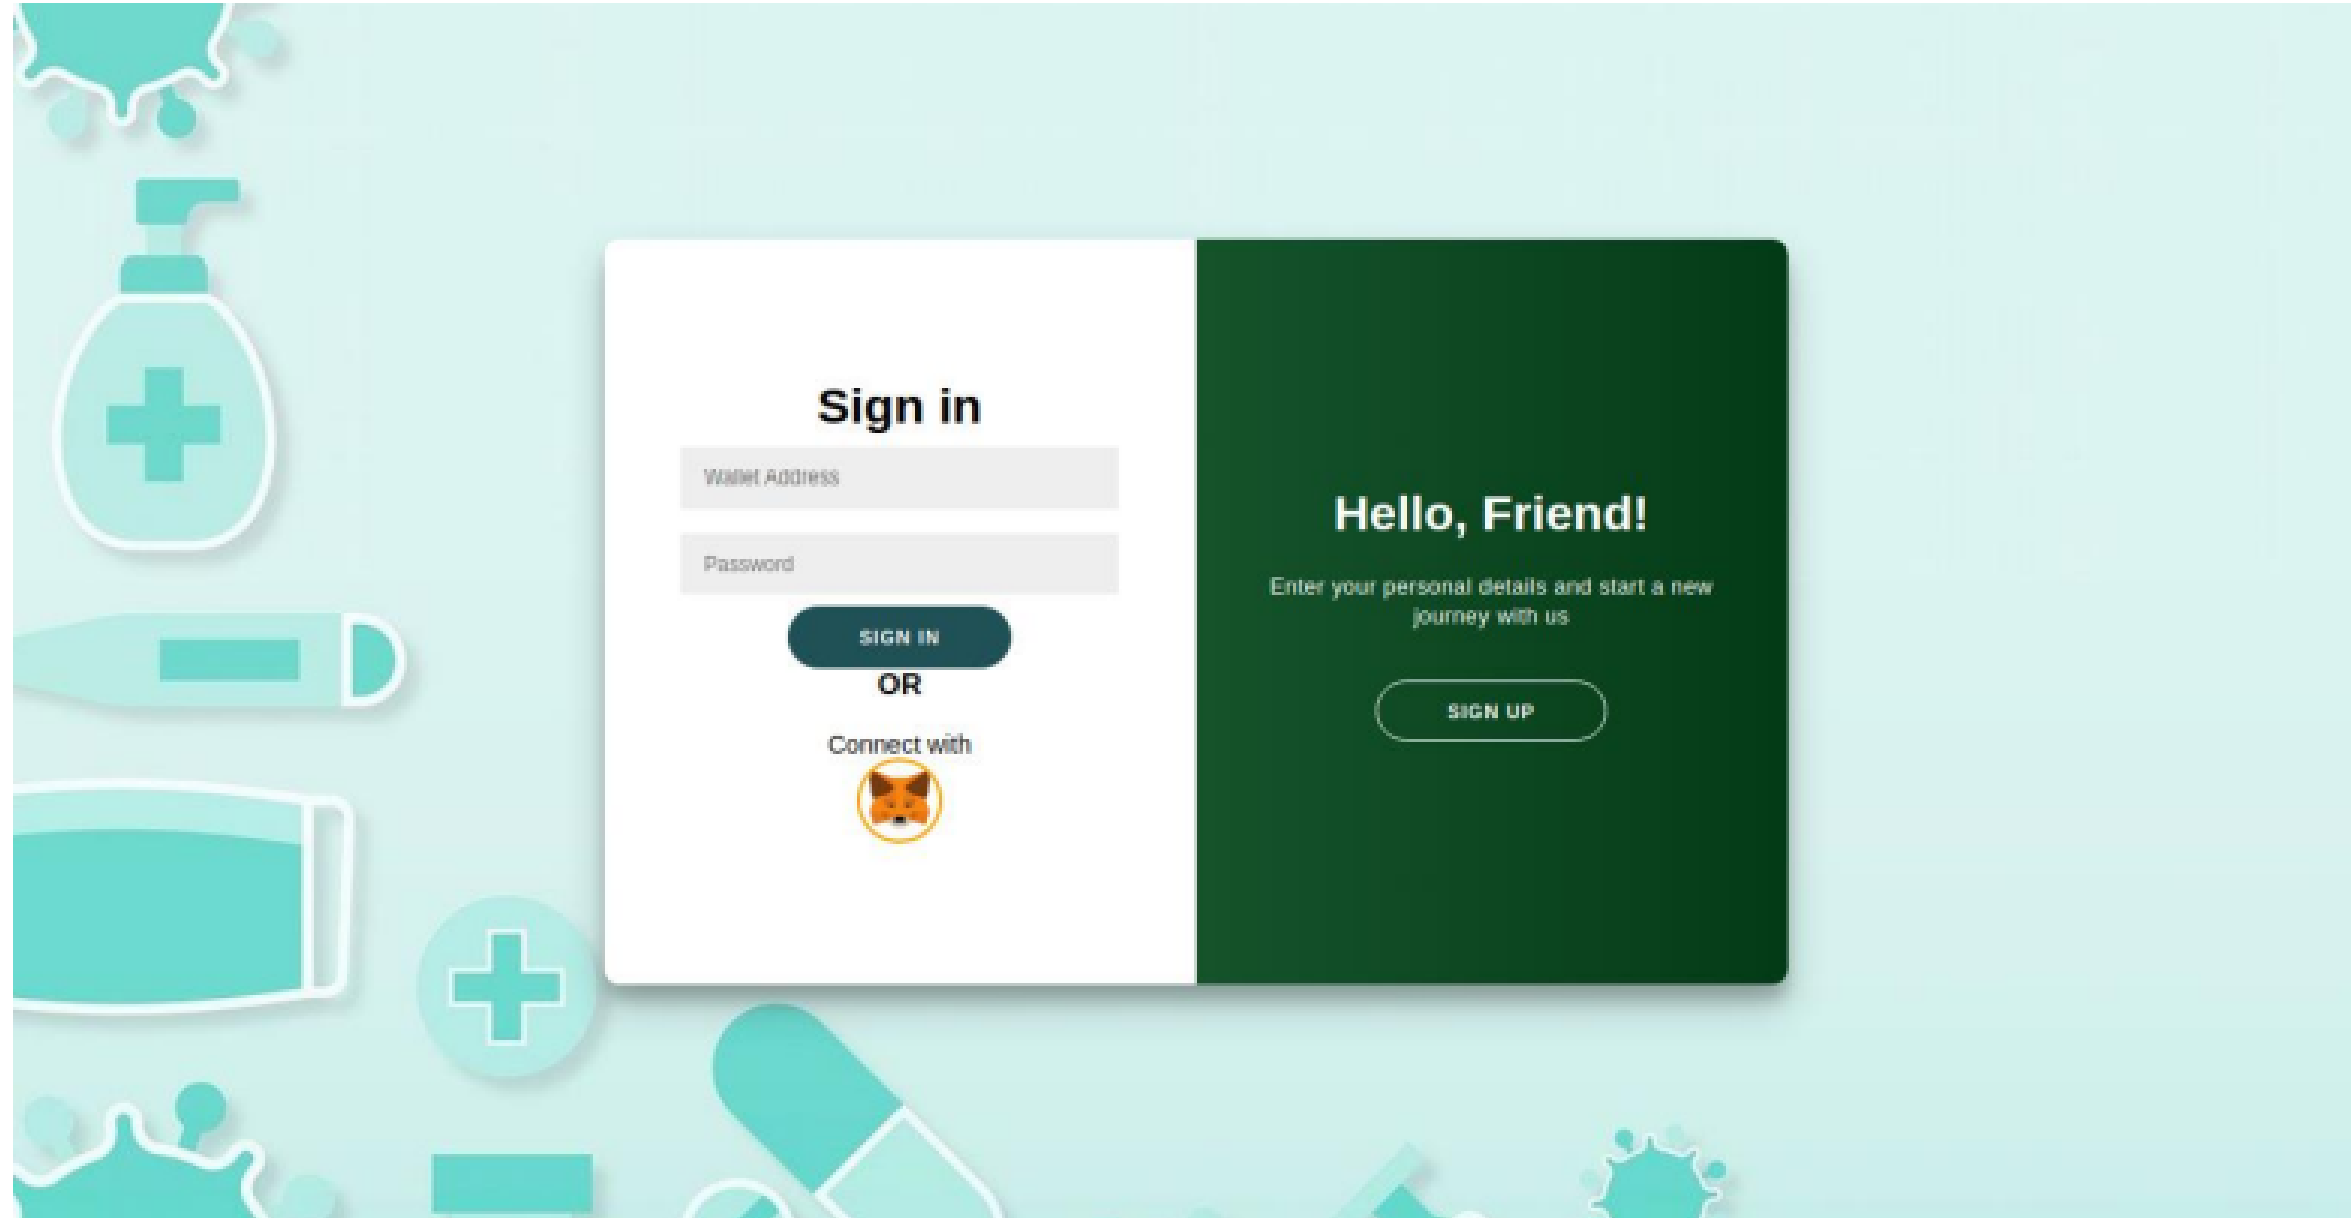 Sign in
Wallet Address
Password
SIGN IN
OR
Connect with
Hello, Friend!
Enter your personal details and start a new
journey with us
SIGN UP